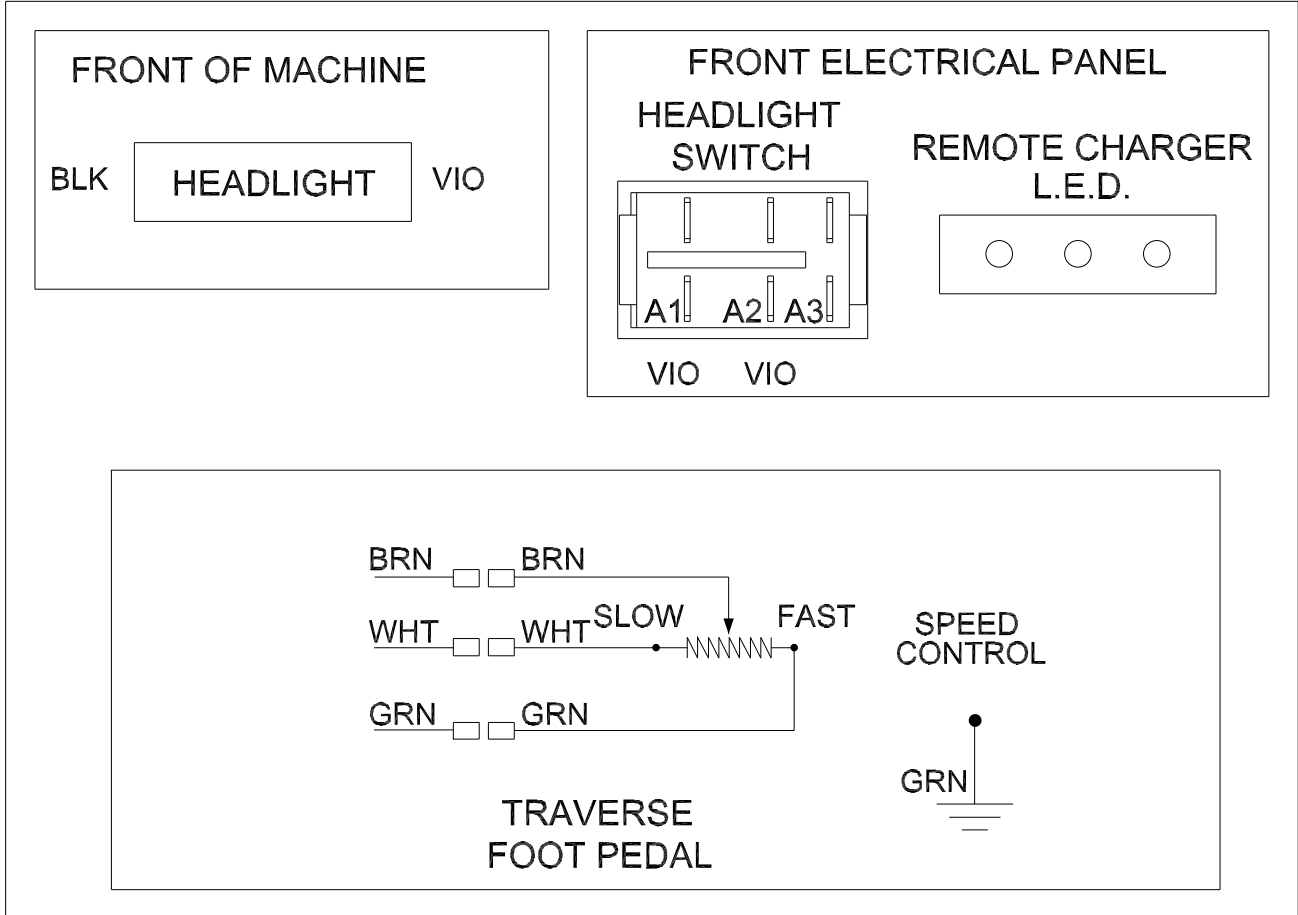 FRONT OF MACHINE
BLK
HEADLIGHT
VIO
FRONT ELECTRICAL PANEL
HEADLIGHT
SWITCH
REMOTE CHARGER
L.E.D.
A1
A2
A3
VIO
VIO
BRN
BRN
WHT
WHT
SLOW
FAST
GRN
GRN
SPEED
CONTROL
GRN
TRAVERSE
FOOT PEDAL